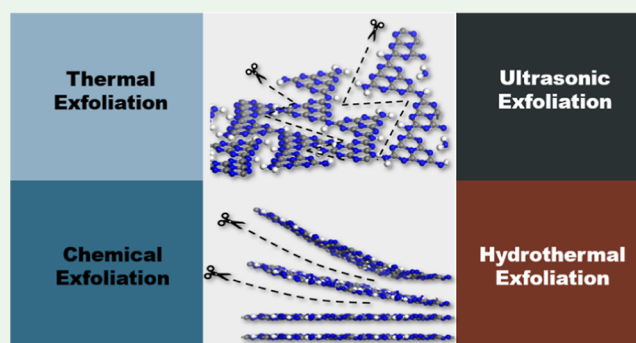 Thermal
Exfoliation
Ultrasonic
Exfoliation
Chemical
Exfoliation
Hydrothermal
Exfoliation